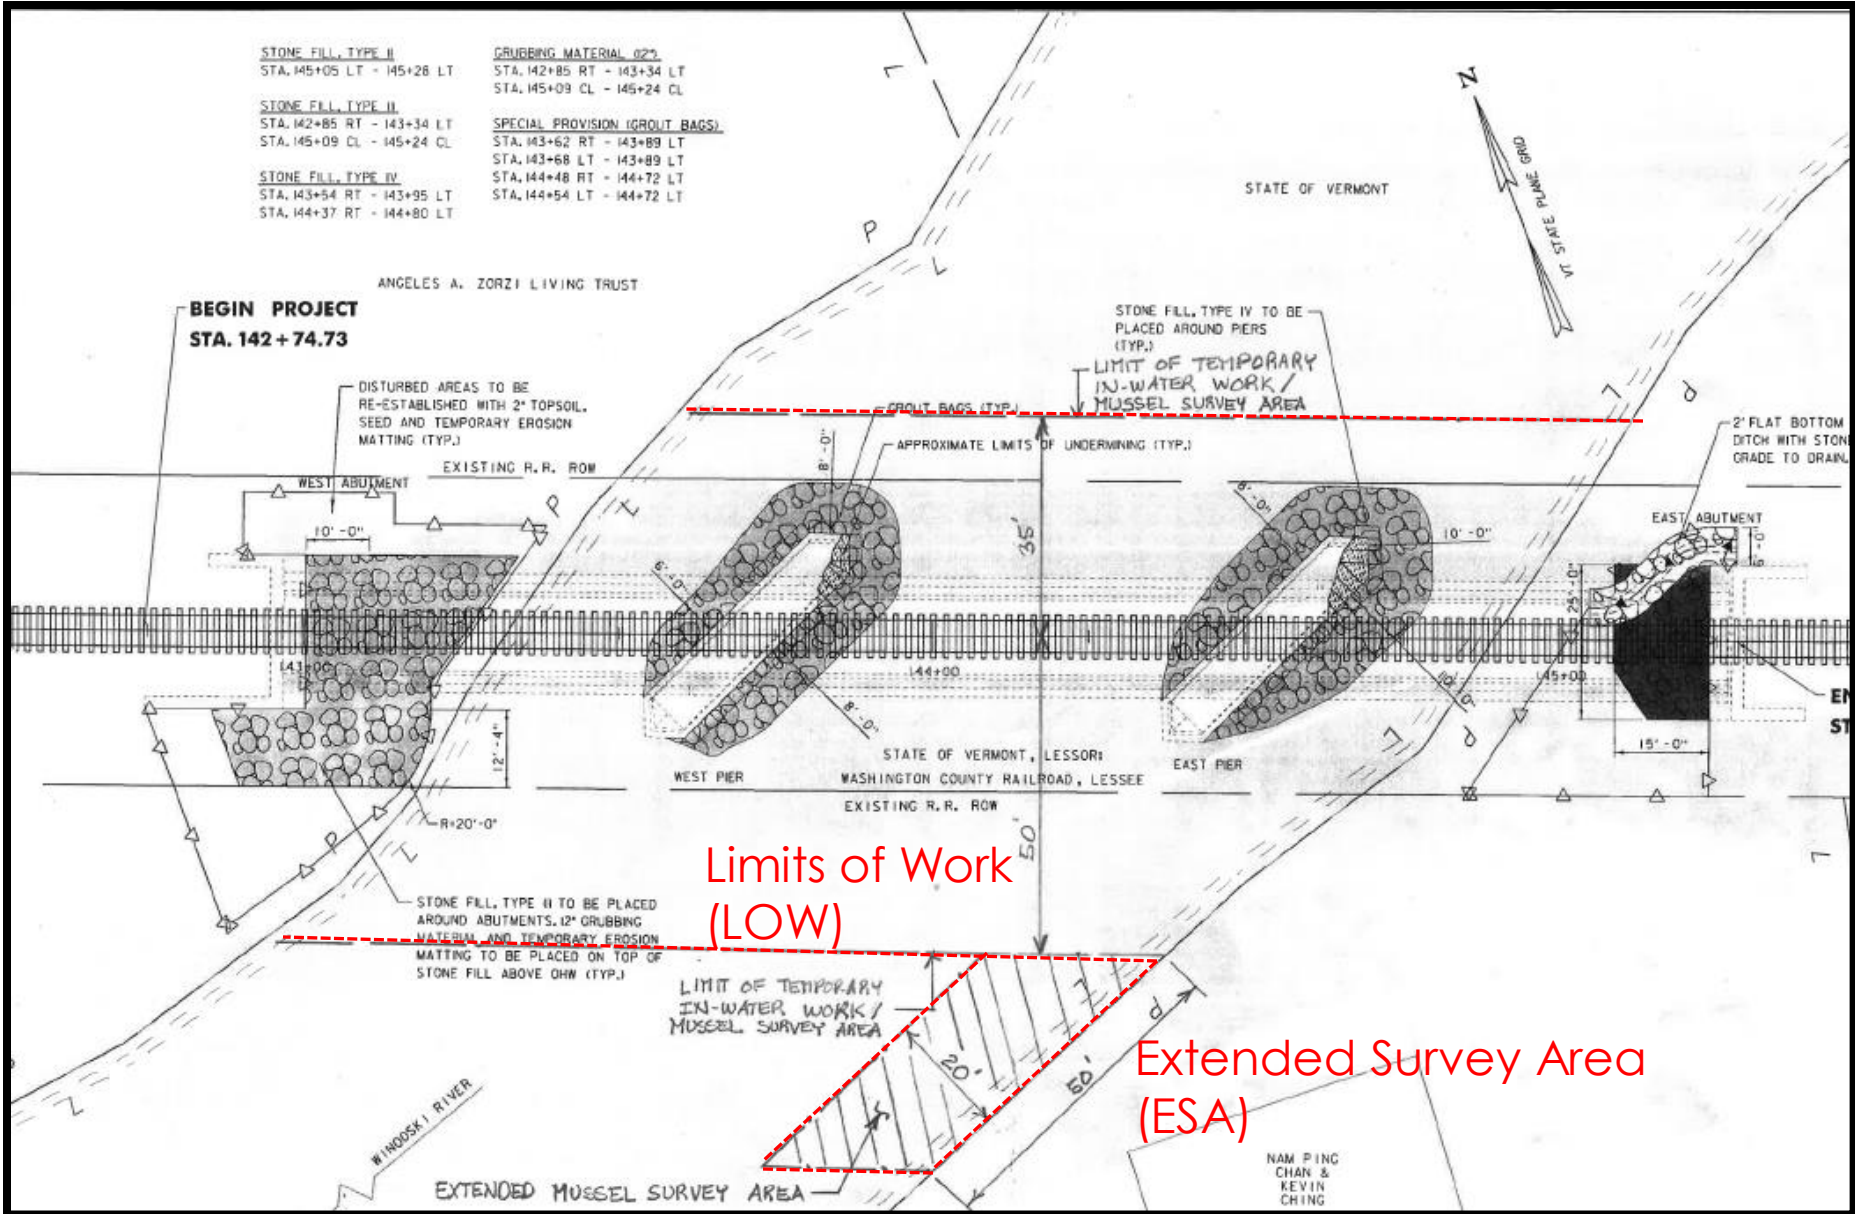 STONE FILL, TYPE II
STA. 145+05 LT - 145+28 LT
STONE FILL, TYPE III
STA. 142+85 RT - 143+34 LT
STA. 145+09 CL - 145+24 CL
STONE FILL, TYPE IV
STA. 143+54 RT - 143+95 LT
STA. 144+37 RT - 144+80 LT
GRUBBING MATERIAL (12")
STA. 142+85 RT - 143+34 LT
STA. 145+09 CL - 145+24 CL
SPECIAL PROVISION (GROUT BAGS)
STA. 143+62 RT - 143+89 LT
STA. 143+68 LT - 143+89 LT
STA. 144+48 RT - 144+72 LT
STA. 144+54 LT - 144+72 LT
N
VT STATE PLANE GRID
STATE OF VERMONT
ANGELES A. ZORZI LIVING TRUST
BEGIN PROJECT
STA. 142+74.73
STONE FILL, TYPE IV TO BE
PLACED AROUND PIERS
(TYP.)
LIMIT OF TEMPORARY
IN-WATER WORK /
MUSSEL SURVEY AREA
DISTURBED AREAS TO BE
RE-ESTABLISHED WITH 2" TOPSOIL,
SEED AND TEMPORARY EROSION
MATTING (TYP.)
GROUT BAGS (TYP.)
APPROXIMATE LIMITS OF UNDERMINING (TYP.)
2' FLAT BOTTOM
DITCH WITH STON
GRADE TO DRAIN.
EXISTING R.R. ROW
WEST ABUTMENT
EAST ABUTMENT
10'-0"
8'-0"
6'-0"
8'-0"
35'
10'-0"
10'-0"
25'-0"
143+00
144+00
145+00
EN
ST
12'-4"
15'-0"
R=20'-0"
WEST PIER
STATE OF VERMONT, LESSOR:
WASHINGTON COUNTY RAILROAD, LESSEE
EXISTING R.R. ROW
EAST PIER
50'
Limits of Work
(LOW)
STONE FILL, TYPE III TO BE PLACED
AROUND ABUTMENTS. 12" GRUBBING
MATERIAL AND TEMPORARY EROSION
MATTING TO BE PLACED ON TOP OF
STONE FILL ABOVE OHW (TYP.)
LIMIT OF TEMPORARY
IN-WATER WORK /
MUSSEL SURVEY AREA
20'
50'
Extended Survey Area
(ESA)
WINOOSKI RIVER
EXTENDED MUSSEL SURVEY AREA
NAM PING
CHAN &
KEVIN
CHING